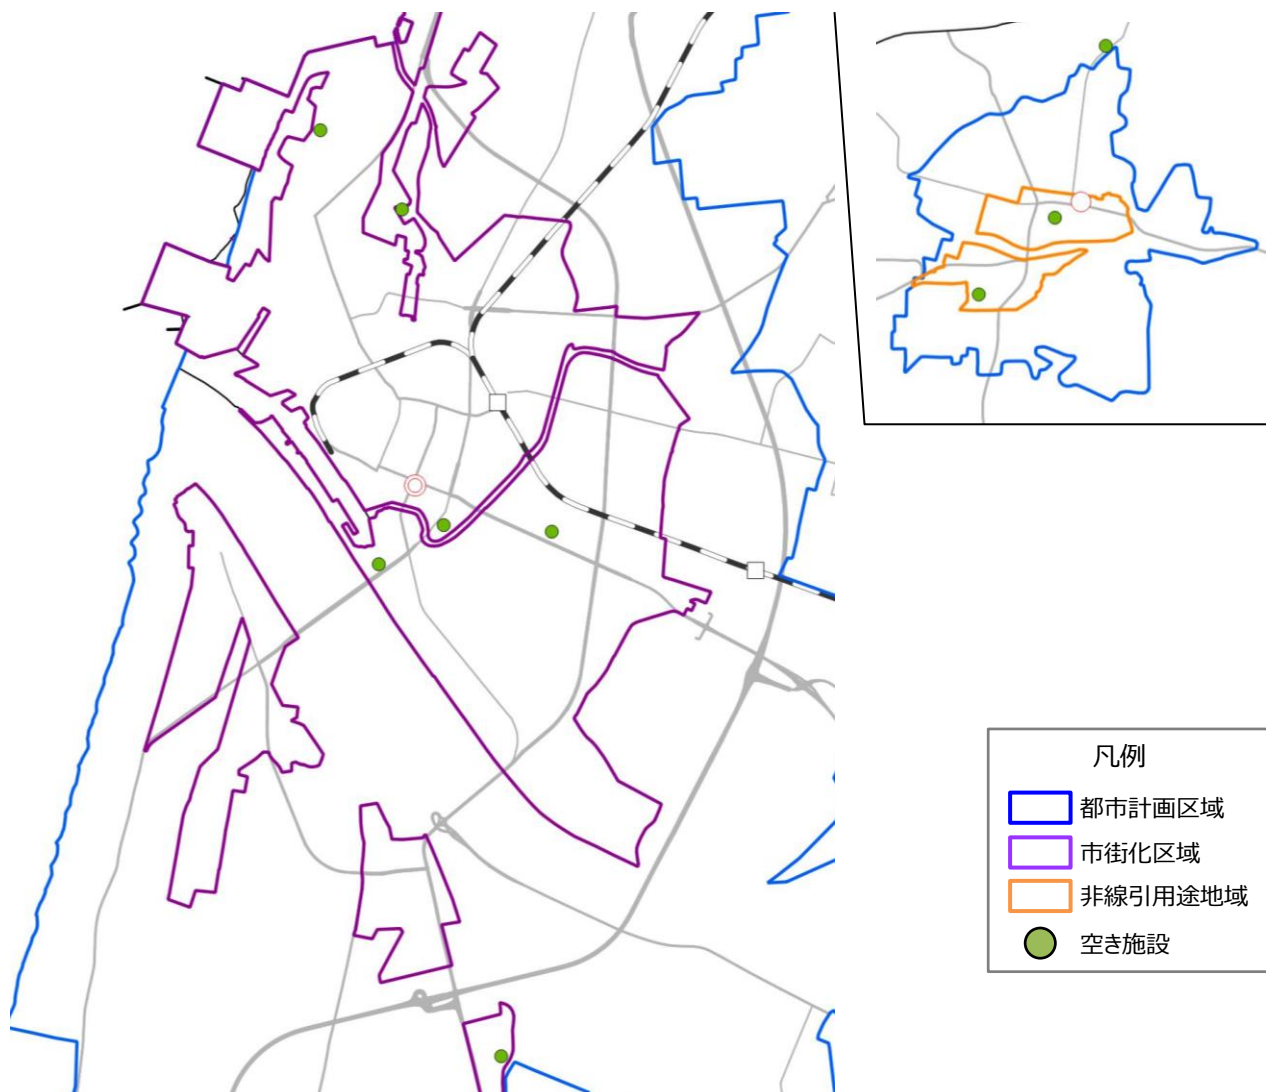 凡例
都市計画区域
市街化区域
非線引用途地域
空き施設